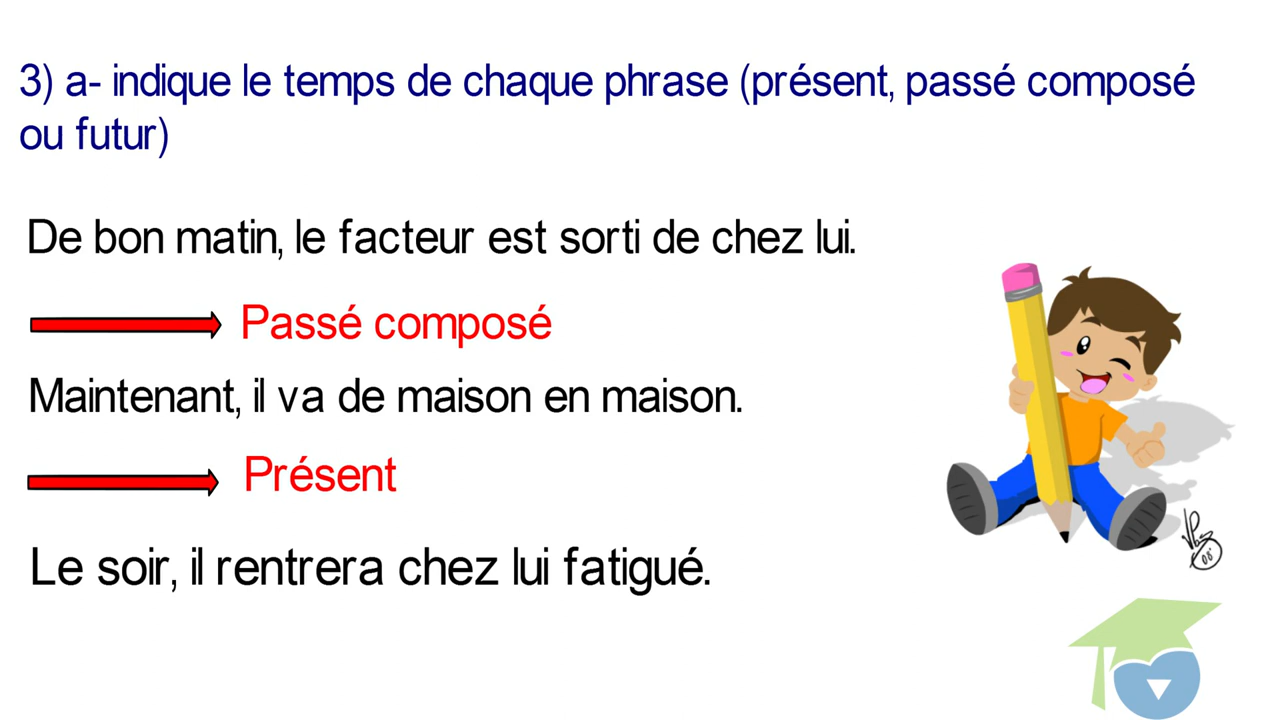 3) a- indique le temps de chaque phrase (présent, passé composé
ou futur)
De bon matin, le facteur est sorti de chez lui.
Passé composé
Maintenant, il va de maison en maison.
Présent
Le soir, il rentrera chez lui fatigué.